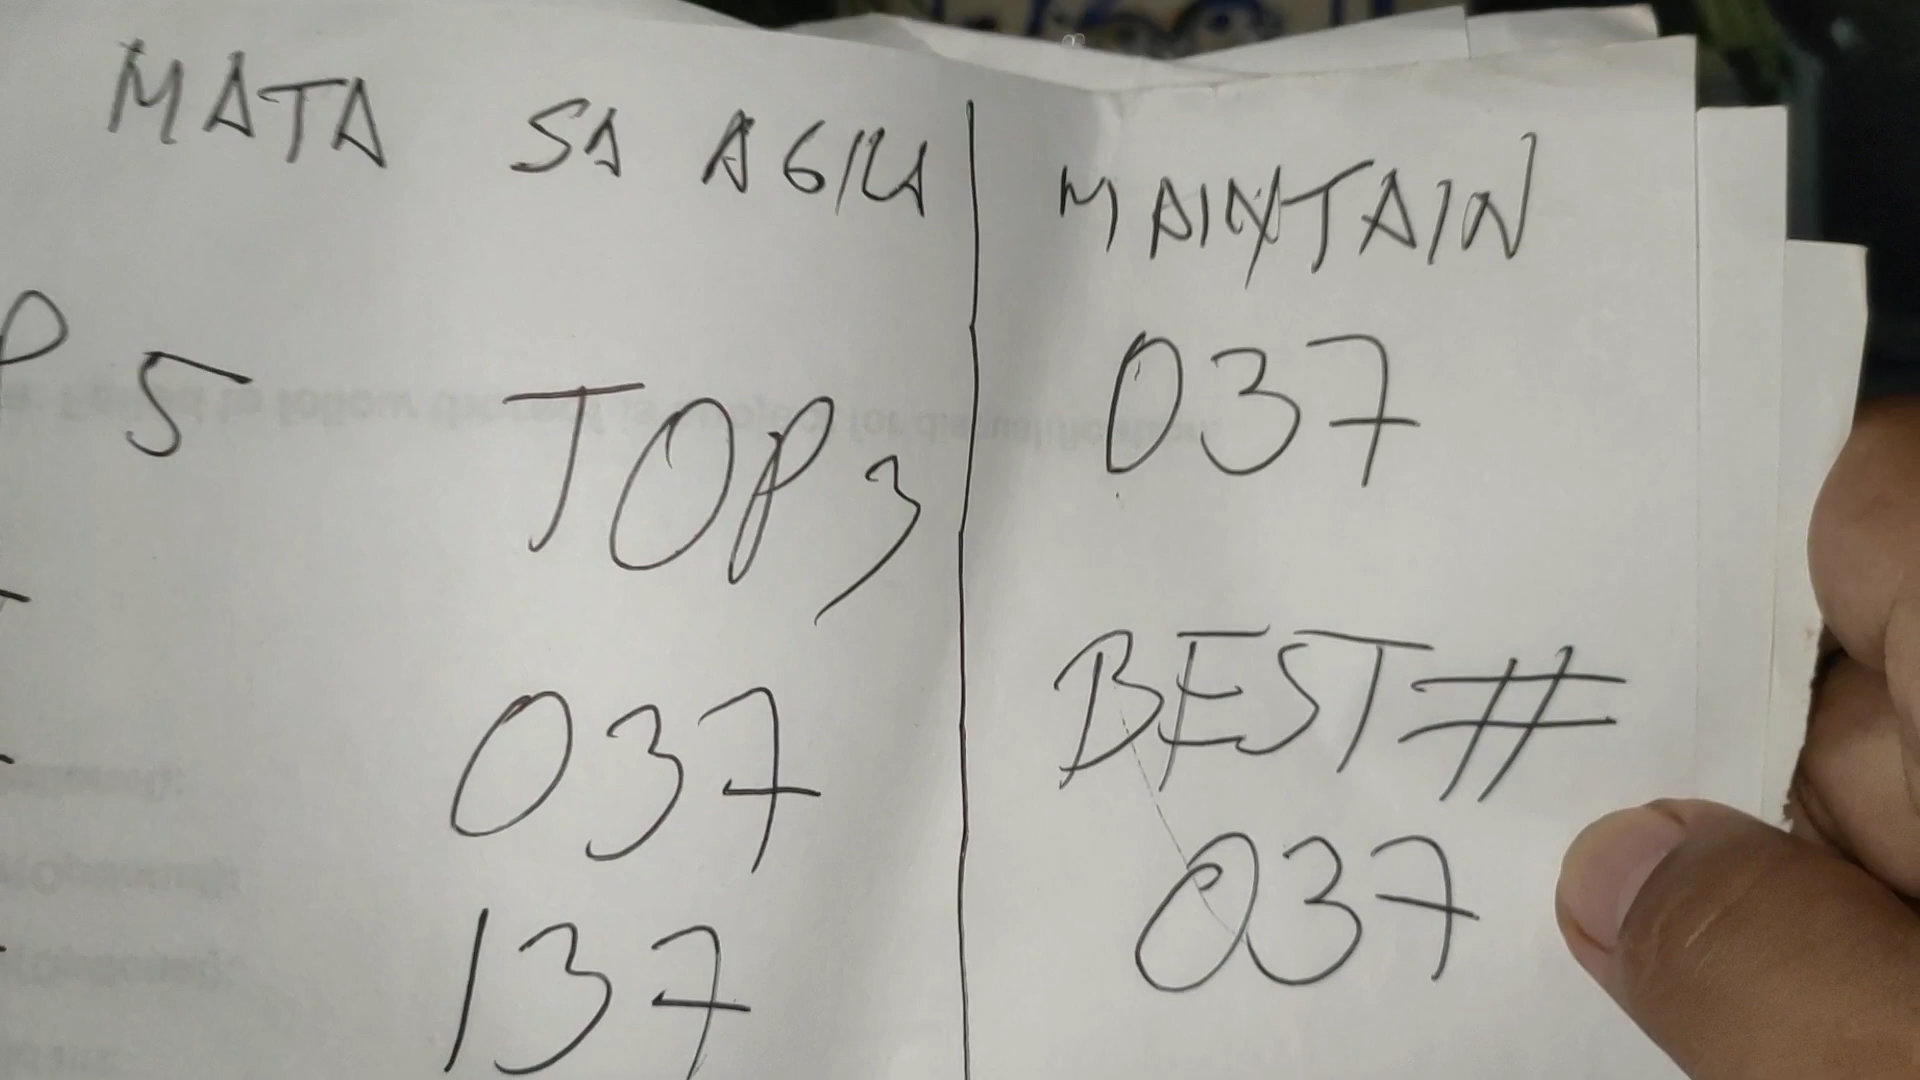 MATA SA AGILA
P 5
TOP 3
037
137
MAINTAIN
037
BEST #
037